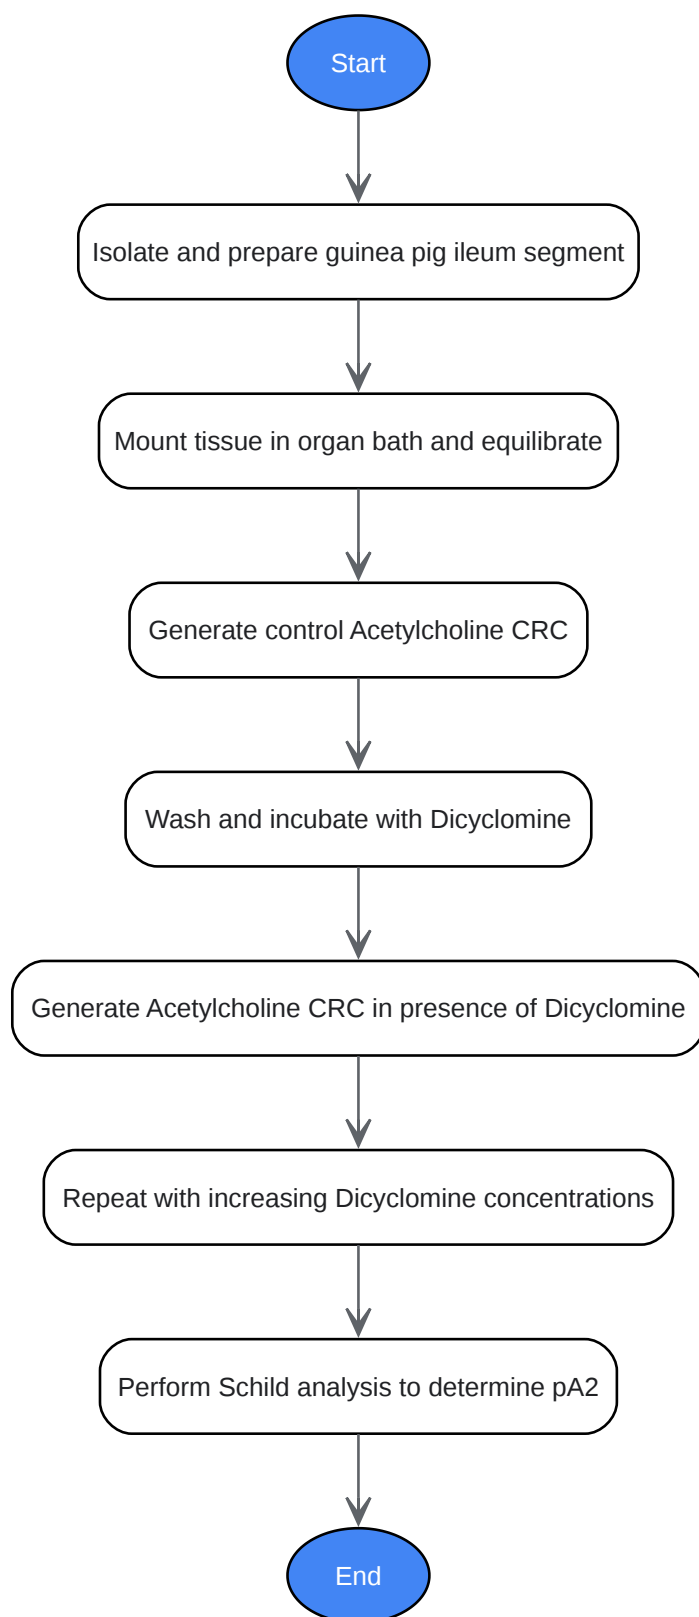 Start
Isolate and prepare guinea pig ileum segment
Mount tissue in organ bath and equilibrate
Generate control Acetylcholine CRC
Wash and incubate with Dicyclomine
Generate Acetylcholine CRC in presence of Dicyclomine
Repeat with increasing Dicyclomine concentrations
Perform Schild analysis to determine pA2
End